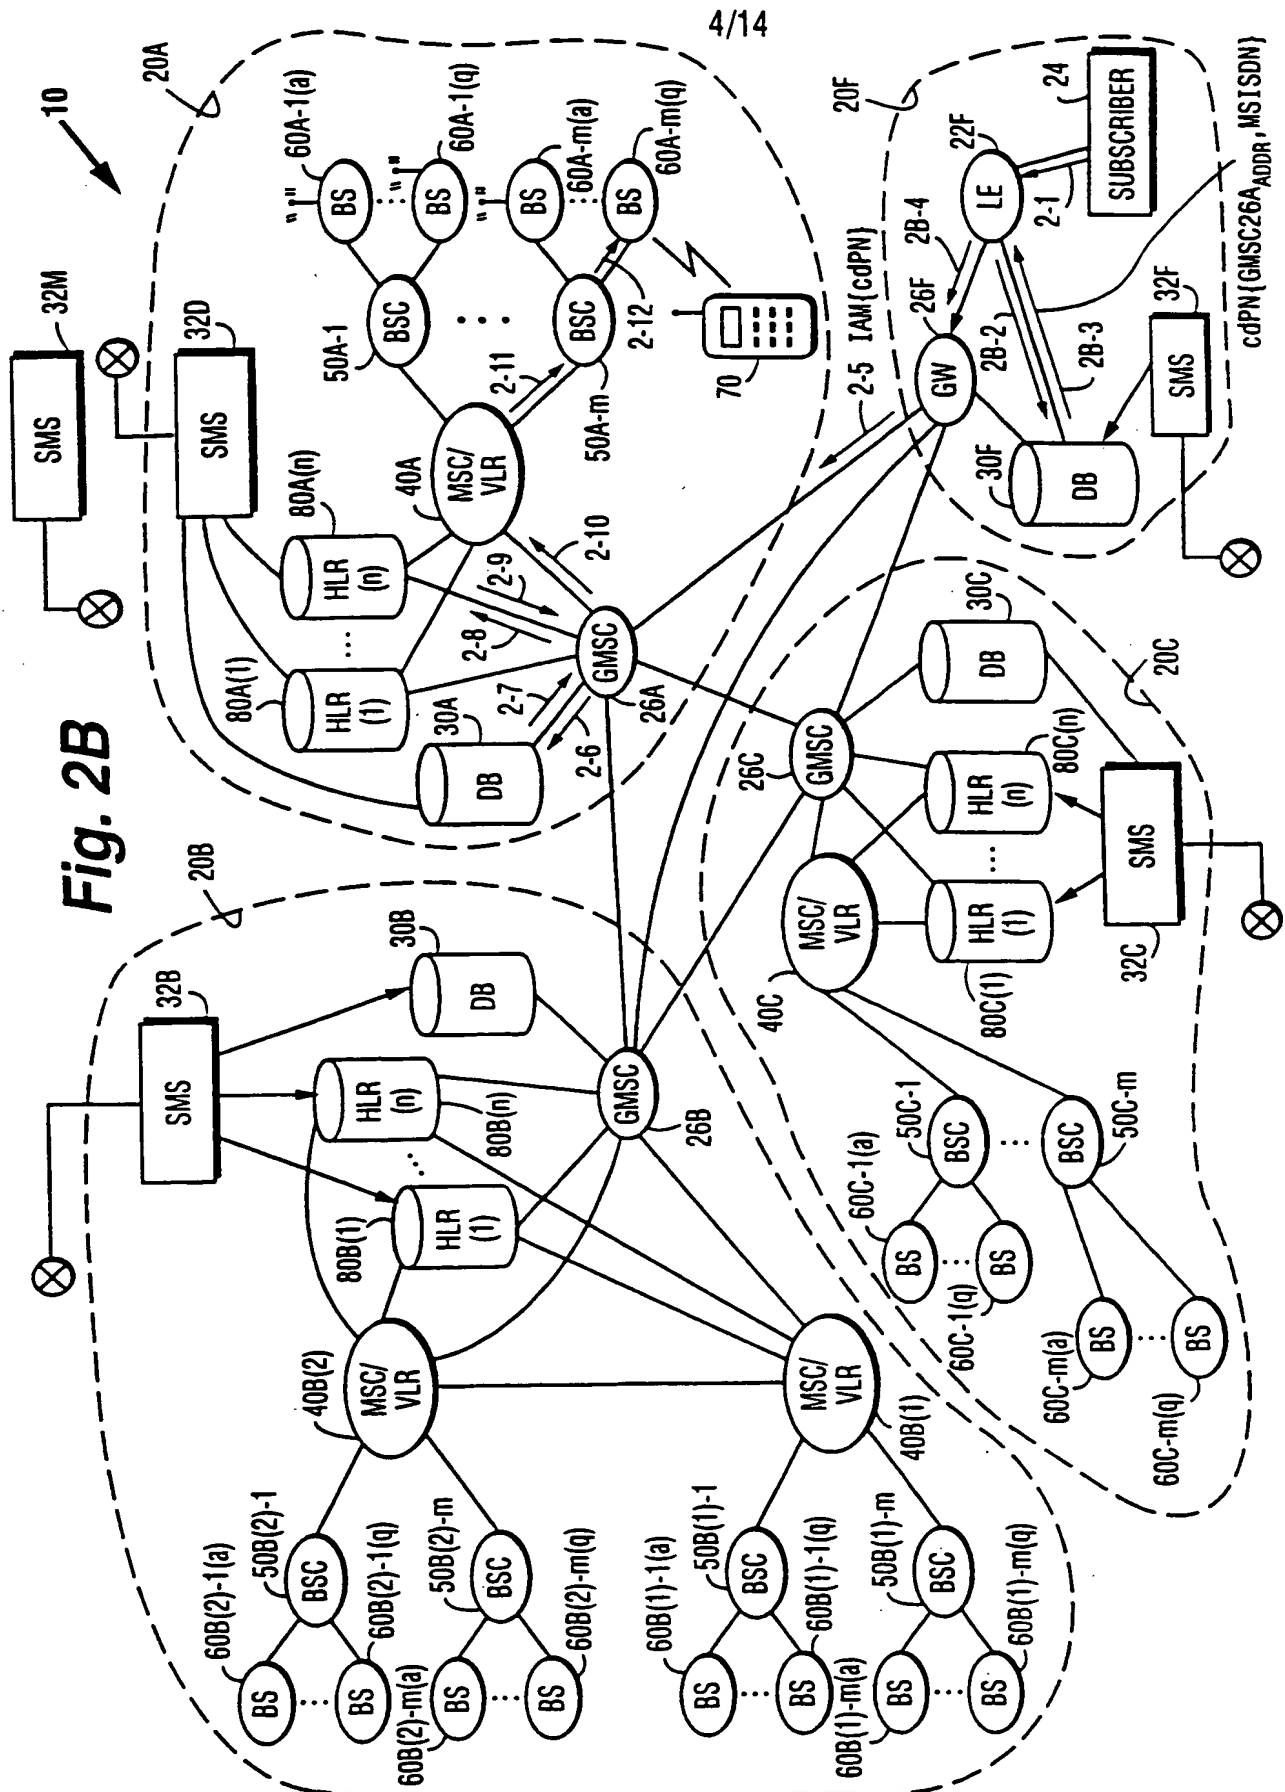 4/14
Fig. 2B
10
SMS
32M
20A
SMS
32D
80A(1)
HLR
(1)
...
80A(n)
HLR
(n)
30A
DB
2-6
2-7
2-8
2-9
GMSC
26A
2-10
MSC/
VLR
40A
2-11
50A-1
BSC
BSC
50A-m
2-12
BS
60A-1(a)
BS
60A-1(q)
BS
60A-m(a)
BS
60A-m(q)
70
20B
SMS
32B
DB
30B
HLR
(n)
80B(n)
...
HLR
(1)
80B(1)
GMSC
26B
MSC/
VLR
40B(2)
MSC/
VLR
40B(1)
BSC
50B(2)-1
BSC
50B(2)-m
BS
60B(2)-1(a)
BS
60B(2)-1(q)
BS
60B(2)-m(a)
BS
60B(2)-m(q)
BSC
50B(1)-1
BSC
50B(1)-m
BS
60B(1)-1(a)
BS
60B(1)-1(q)
BS
60B(1)-m(a)
BS
60B(1)-m(q)
20C
GMSC
26C
DB
30C
HLR
(n)
80C(n)
...
HLR
(1)
80C(1)
SMS
32C
MSC/
VLR
40C
BSC
50C-1
BSC
50C-m
BS
60C-1(a)
BS
60C-1(q)
BS
60C-m(a)
BS
60C-m(q)
20F
2-5 IAM{cdPN}
GW
26F
2B-4
LE
22F
2-1
SUBSCRIBER
24
2B-2
2B-3
DB
30F
SMS
32F
cdPN{GMSC26A_ADDR, MSISDN}